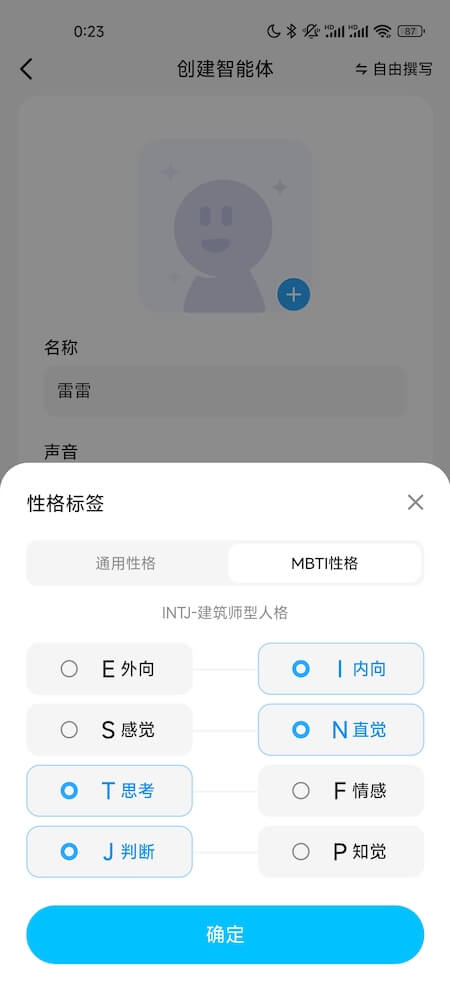 0:23
HD HD 87
创建智能体
自由撰写
名称
雷雷
声音
性格标签
通用性格 MBTI性格
INTJ-建筑师型人格
E 外向 I 内向
S 感觉 N 直觉
T 思考 F 情感
J 判断 P 知觉
确定